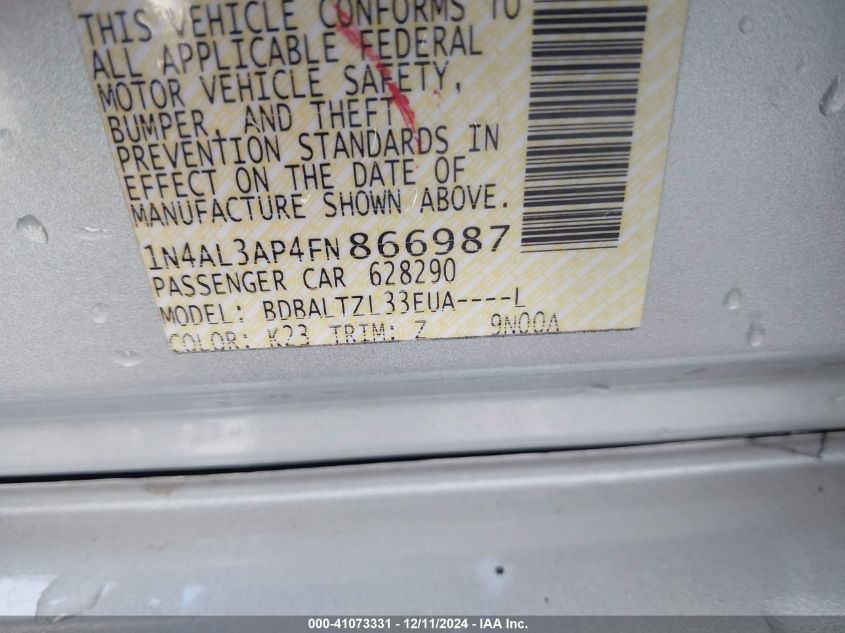 THIS VEHICLE CONFORMS TO
ALL APPLICABLE FEDERAL
MOTOR VEHICLE SAFETY,
BUMPER, AND THEFT
PREVENTION STANDARDS IN
EFFECT ON THE DATE OF
MANUFACTURE SHOWN ABOVE.
1N4AL3AP4FN866987
PASSENGER CAR 628290
MODEL: BDBALTZL33EUA----L
COLOR: K23 TRIM: Z 9N00A
000-41073331 - 12/11/2024 - IAA Inc.